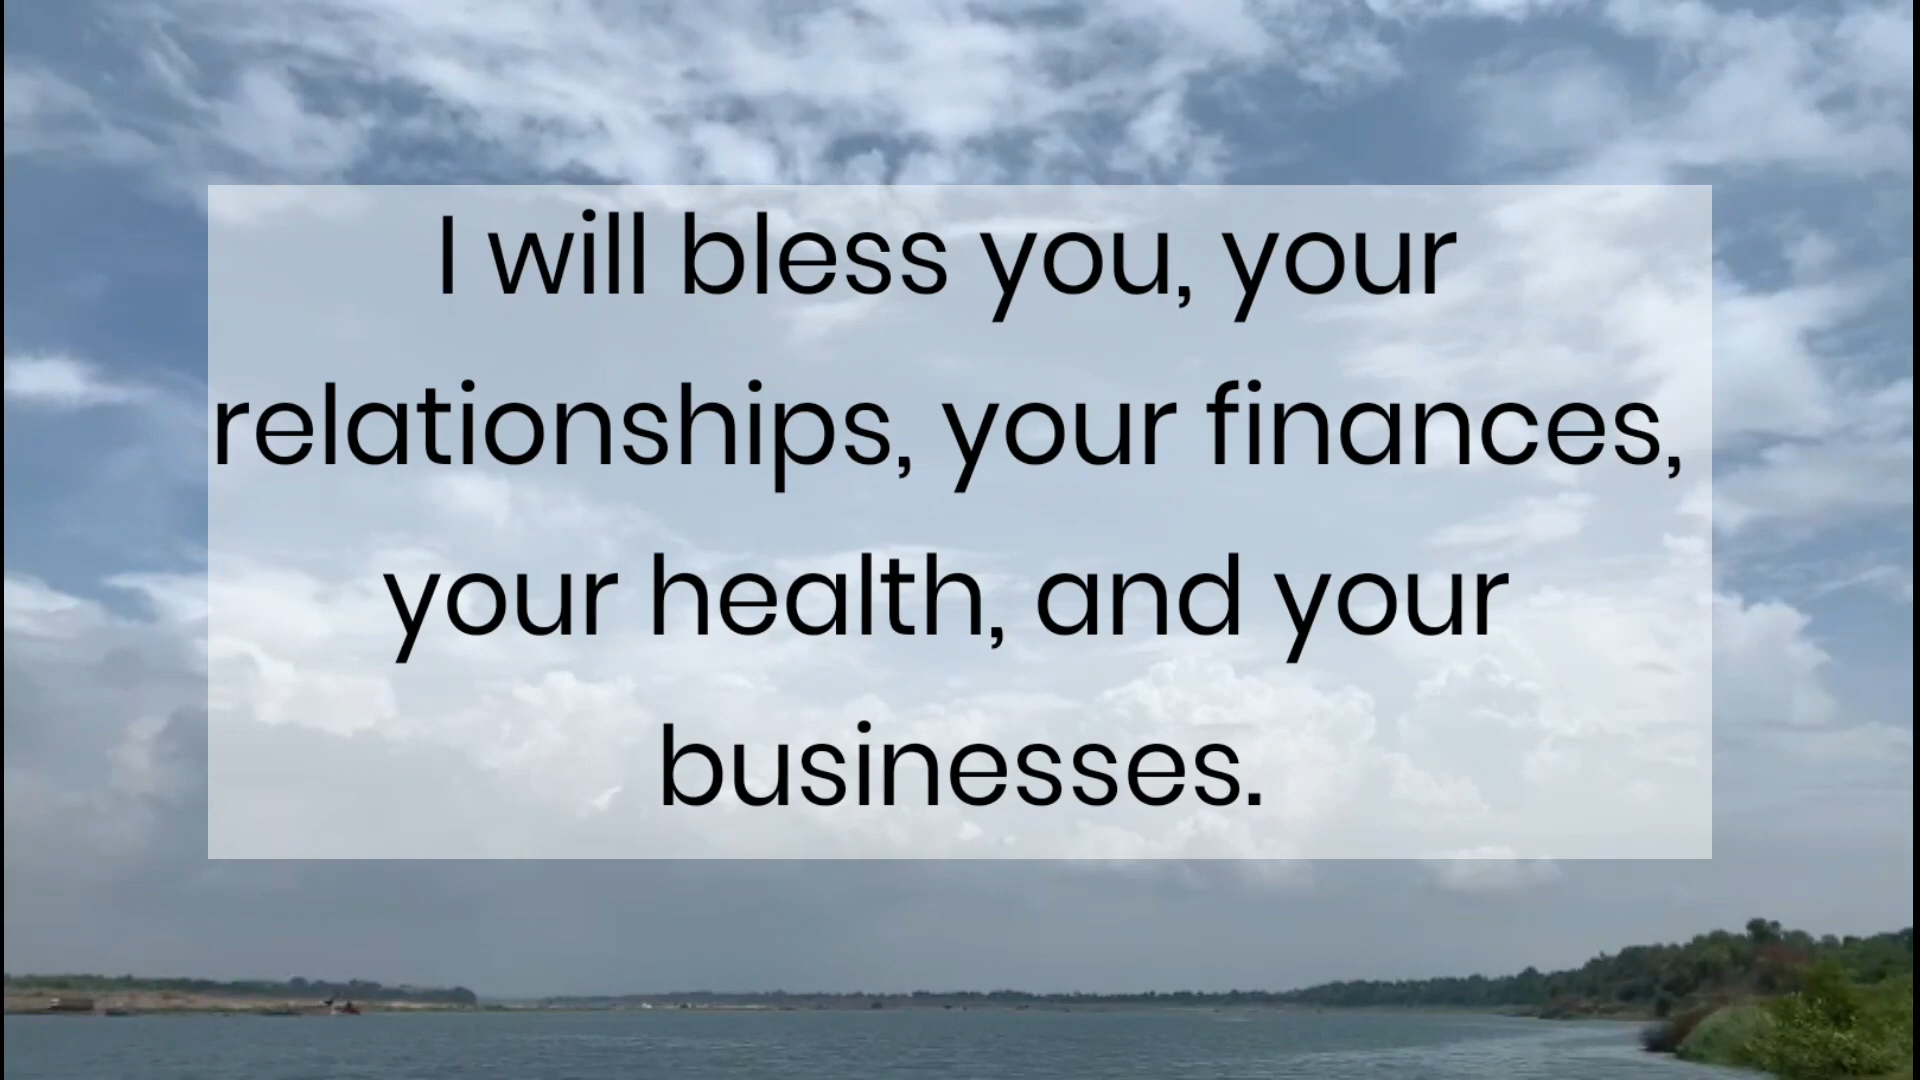 I will bless you, your
relationships, your finances,
your health, and your
businesses.